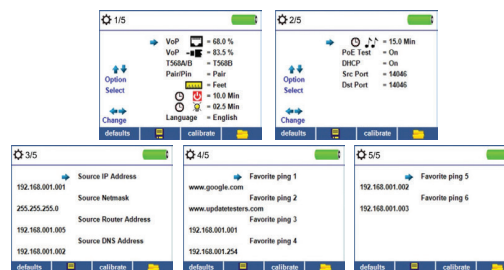 1/5
VoP = 68.0 %
VoP = 83.5 %
T568A/B = T568B
Pair/Pin = Pair
= Feet
= 10.0 Min
= 02.5 Min
Language = English
Option
Select
Change
defaults calibrate
2/5
= 15.0 Min
PoE Test = On
DHCP = On
Src Port = 14046
Dst Port = 14046
Option
Select
Change
defaults calibrate
3/5
Source IP Address
192.168.001.001
Source Netmask
255.255.255.0
Source Router Address
192.168.001.005
Source DNS Address
192.168.001.002
defaults calibrate
4/5
Favorite ping 1
www.google.com
Favorite ping 2
www.updatetesters.com
Favorite ping 3
192.168.001.001
Favorite ping 4
192.168.001.254
defaults calibrate
5/5
Favorite ping 5
192.168.001.002
Favorite ping 6
192.168.001.003
defaults calibrate